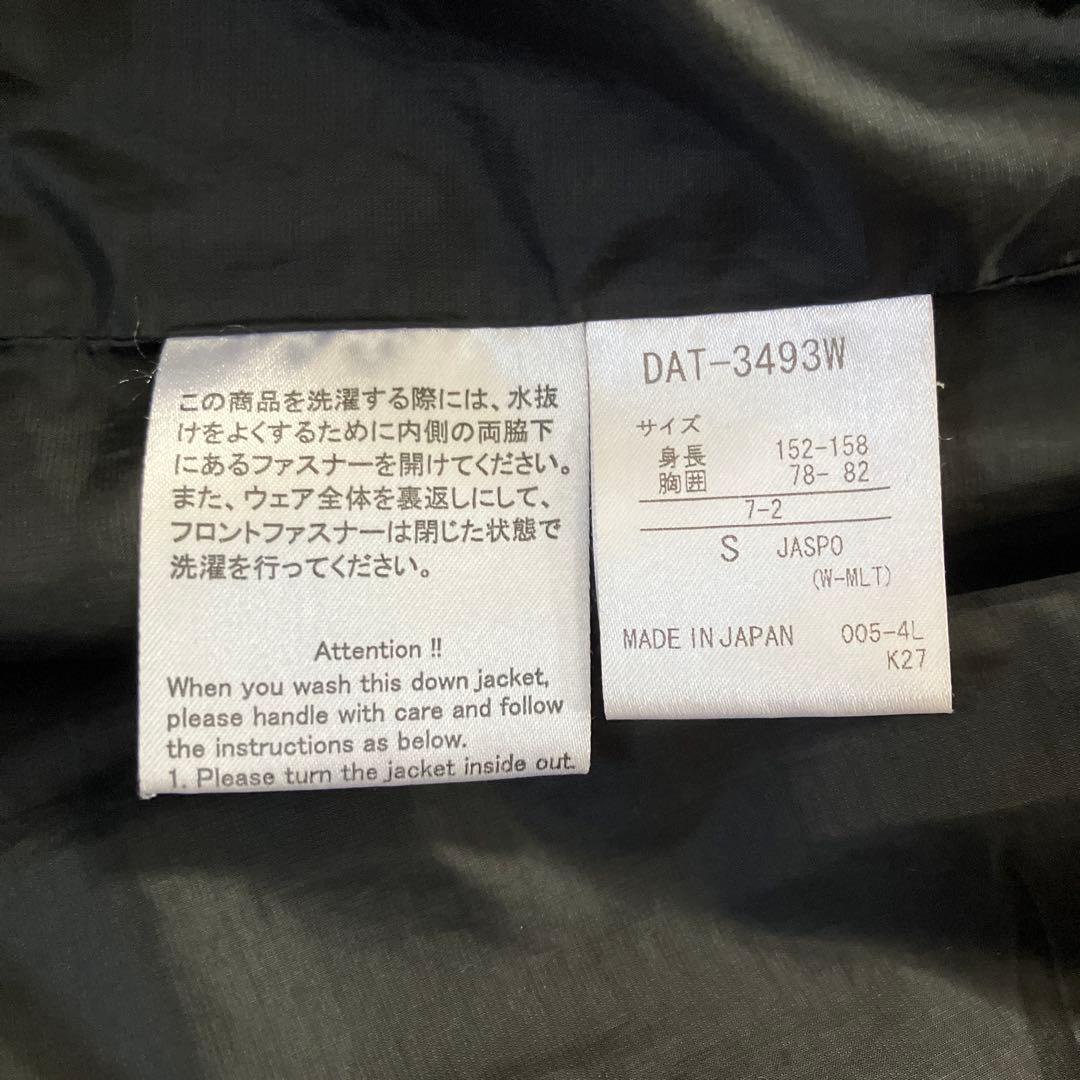 この商品を洗濯する際には、水抜
けをよくするために内側の両脇下
にあるファスナーを開けてください。
また、ウェア全体を裏返しにして、
フロントファスナーは閉じた状態で
洗濯を行ってください。
Attention !!
When you wash this down jacket,
please handle with care and follow
the instructions as below.
1. Please turn the jacket inside out.
DAT-3493W
サイズ
身長 152-158
胸囲 78- 82
7-2
S JASPO
(W-MLT)
MADE IN JAPAN 005-4L
K27